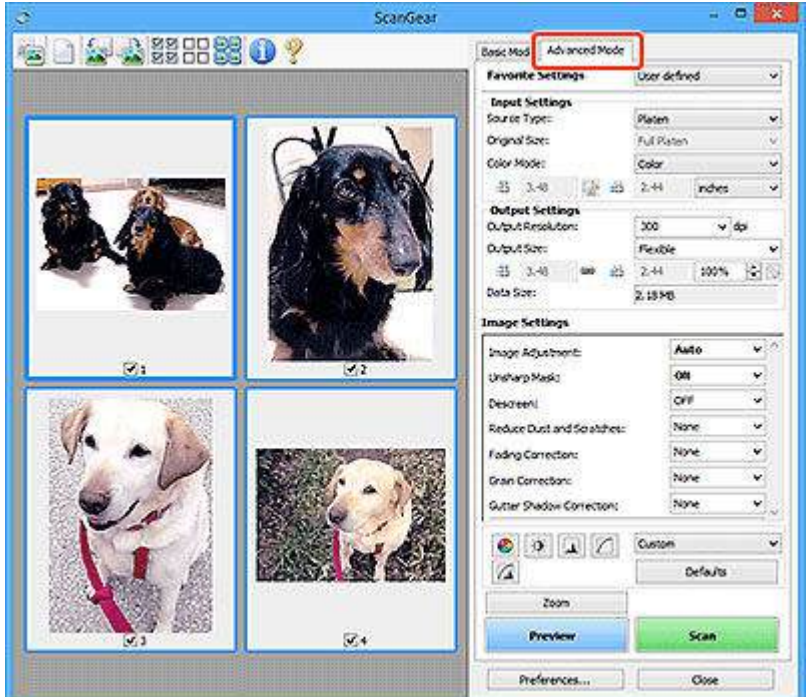 ScanGear
Basic Mod Advanced Mode
Favorite Settings User defined
Input Settings
Source Type: Platen
Original Size: Full Platen
Color Mode: Color
3.48 2.44 inches
Output Settings
Output Resolution: 300 dpi
Output Size: Flexible
3.48 2.44 100%
Data Size: 2.18 MB
Image Settings
Image Adjustment: Auto
Unsharp Mask: ON
Descreen: OFF
Reduce Dust and Scratches: None
Fading Correction: None
Grain Correction: None
Gutter Shadow Correction: None
Custom
Defaults
Zoom
Preview Scan
Preferences... Close
1
2
3
4